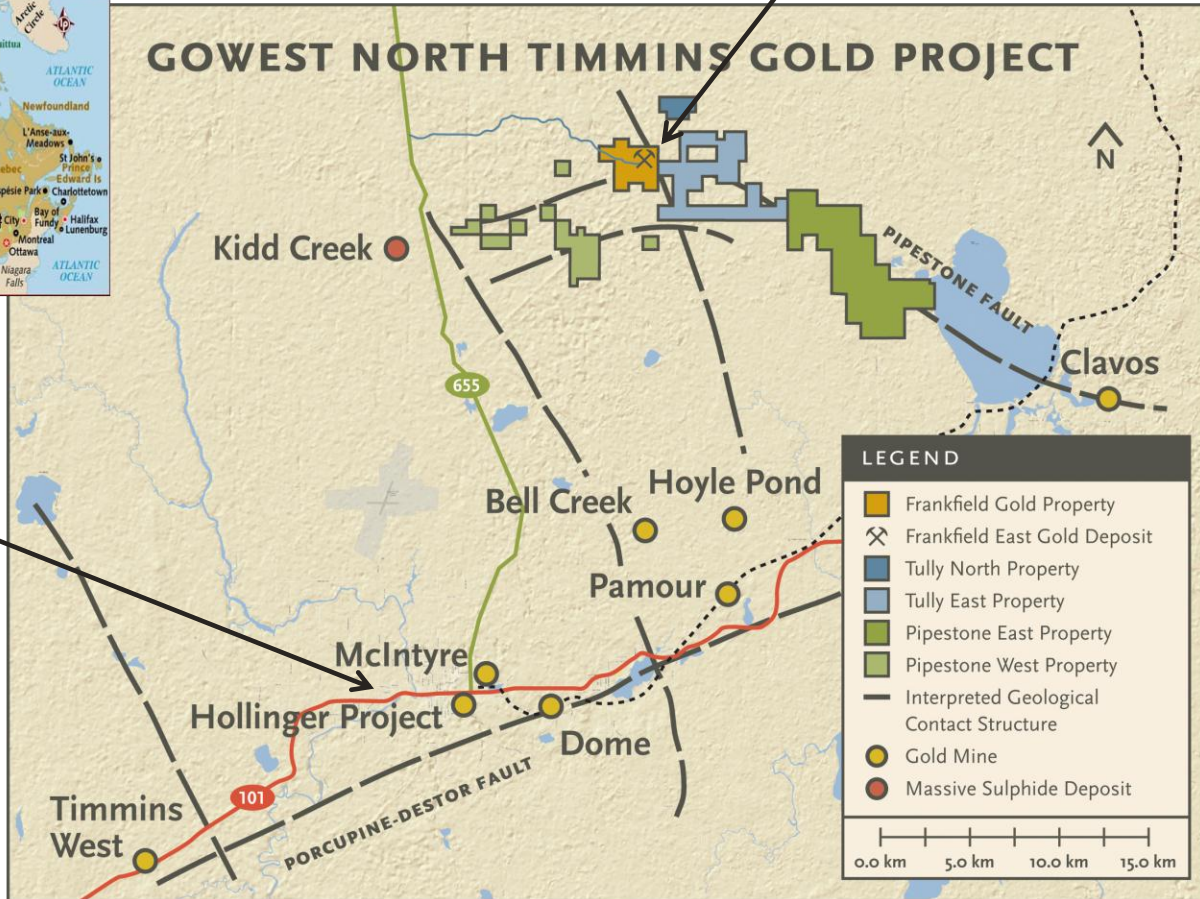 Arctic
Circle
ATLANTIC
OCEAN
Newfoundland
L'Anse-aux-
Meadows
St John's
Prince
Edward Is
Charlottetown
City
Bay of
Fundy
Halifax
Lunenburg
Montreal
Ottawa
Niagara
Falls
ATLANTIC
OCEAN
GOWEST NORTH TIMMINS GOLD PROJECT
N
Kidd Creek
PIPESTONE FAULT
Clavos
655
Hoyle Pond
Bell Creek
Pamour
McIntyre
Hollinger Project
Dome
PORCUPINE-DESTOR FAULT
101
Timmins
West
LEGEND
Frankfield Gold Property
Frankfield East Gold Deposit
Tully North Property
Tully East Property
Pipestone East Property
Pipestone West Property
Interpreted Geological
Contact Structure
Gold Mine
Massive Sulphide Deposit
0.0 km 5.0 km 10.0 km 15.0 km